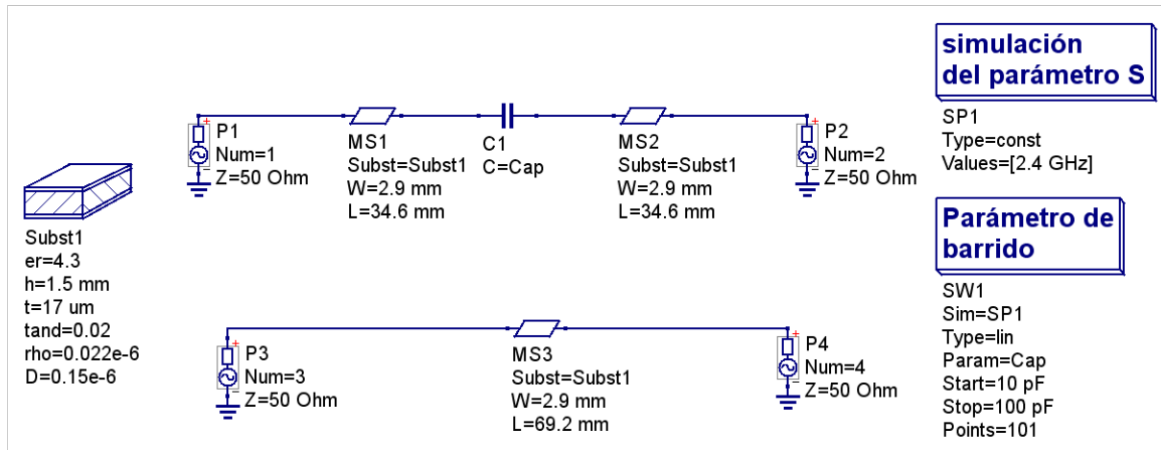 simulación
del parámetro S
SP1
Type=const
Values=[2.4 GHz]
P1
Num=1
Z=50 Ohm
MS1
Subst=Subst1
W=2.9 mm
L=34.6 mm
C1
C=Cap
MS2
Subst=Subst1
W=2.9 mm
L=34.6 mm
P2
Num=2
Z=50 Ohm
Subst1
er=4.3
h=1.5 mm
t=17 um
tand=0.02
rho=0.022e-6
D=0.15e-6
Parámetro de
barrido
SW1
Sim=SP1
Type=lin
Param=Cap
Start=10 pF
Stop=100 pF
Points=101
P3
Num=3
Z=50 Ohm
MS3
Subst=Subst1
W=2.9 mm
L=69.2 mm
P4
Num=4
Z=50 Ohm